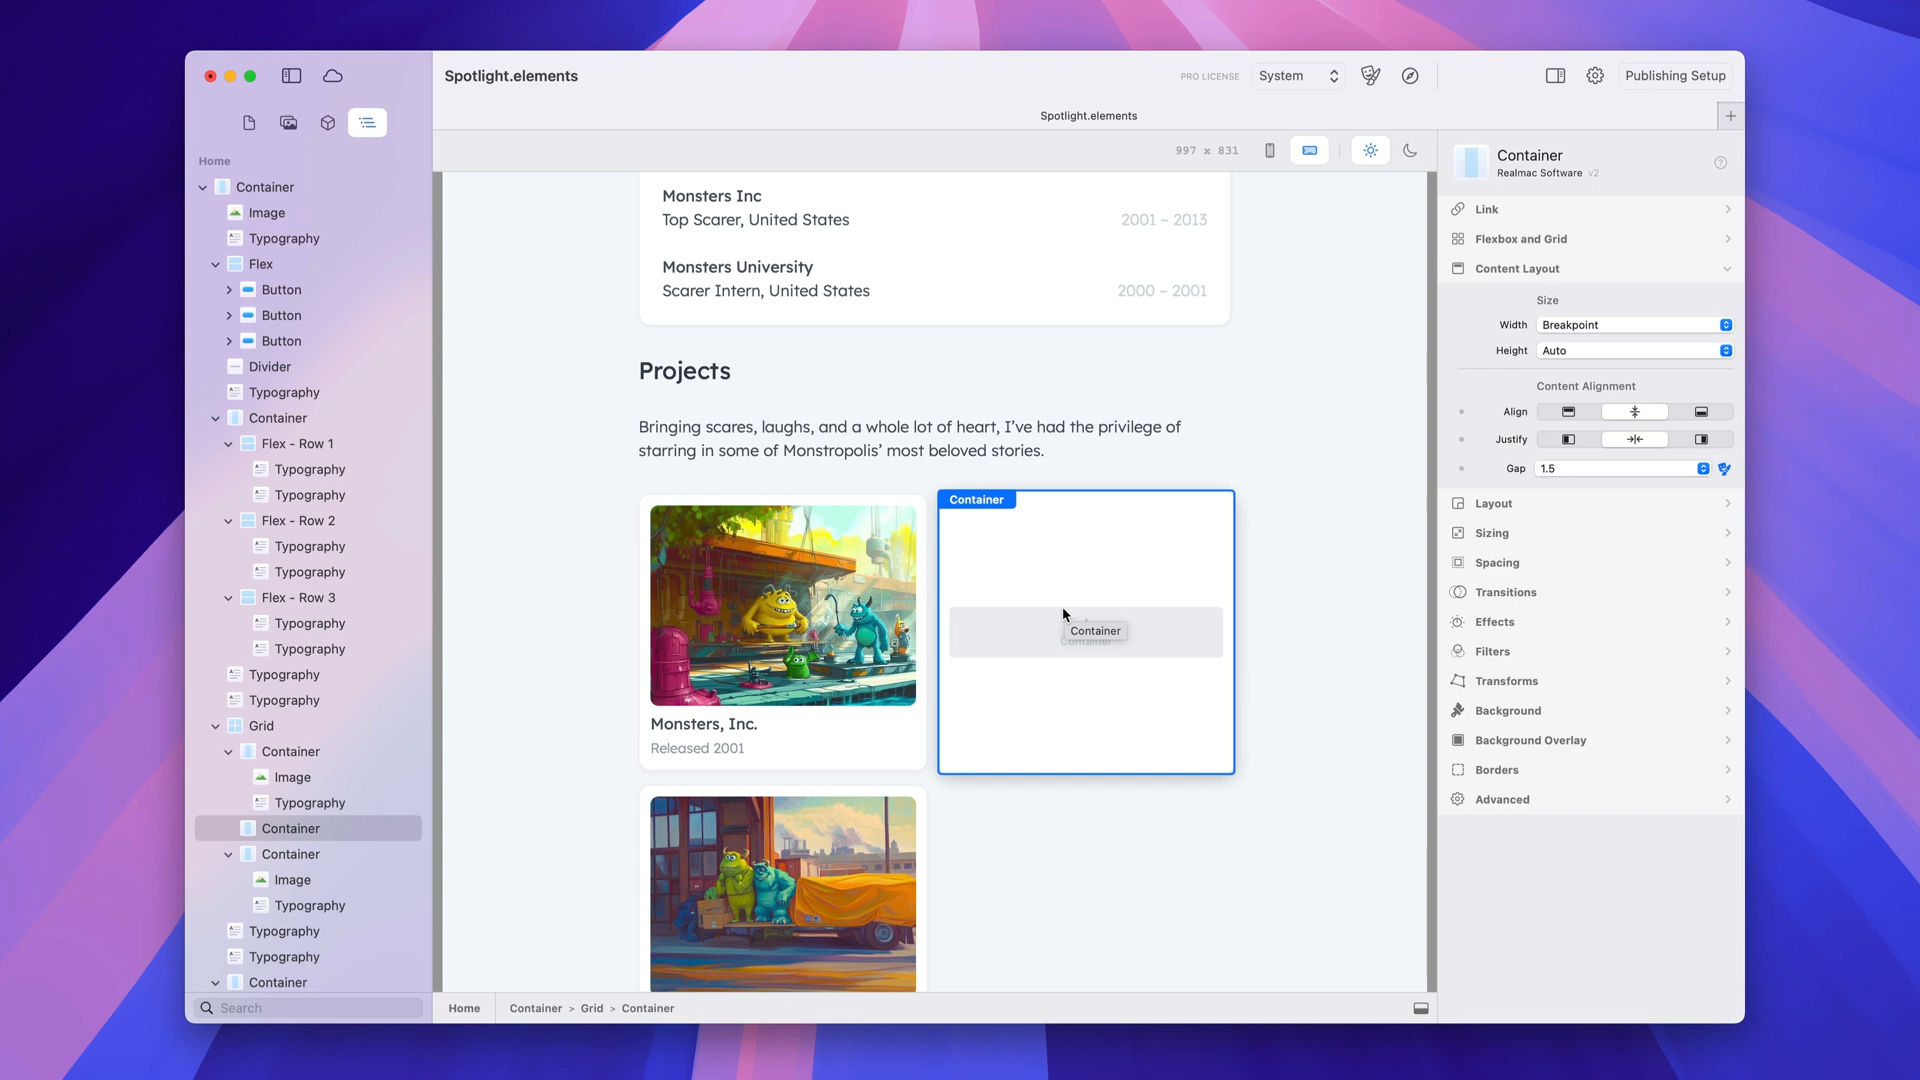 Spotlight.elements
PRO LICENSE
System
Publishing Setup
Spotlight.elements
997 x 831
Home
Container
Image
Typography
Flex
Button
Button
Button
Divider
Typography
Container
Flex - Row 1
Typography
Typography
Flex - Row 2
Typography
Typography
Flex - Row 3
Typography
Typography
Typography
Typography
Grid
Container
Image
Typography
Container
Container
Image
Typography
Typography
Typography
Container
Search
Monsters Inc
Top Scarer, United States 2001 – 2013
Monsters University
Scarer Intern, United States 2000 – 2001
Projects
Bringing scares, laughs, and a whole lot of heart, I’ve had the privilege of
starring in some of Monstropolis’ most beloved stories.
Container
Container
Container
Monsters, Inc.
Released 2001
Home Container > Grid > Container
Container
Realmac Software v2
Link
Flexbox and Grid
Content Layout
Size
Width Breakpoint
Height Auto
Content Alignment
Align
Justify
Gap 1.5
Layout
Sizing
Spacing
Transitions
Effects
Filters
Transforms
Background
Background Overlay
Borders
Advanced